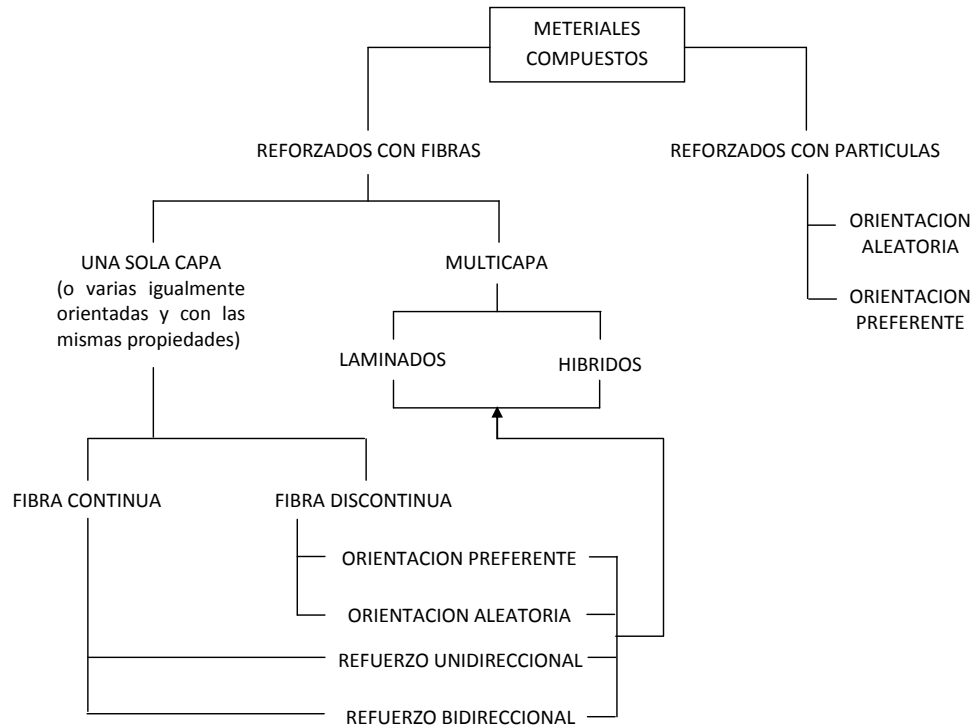 METERIALES
COMPUESTOS
REFORZADOS CON FIBRAS
REFORZADOS CON PARTICULAS
ORIENTACION
ALEATORIA
ORIENTACION
PREFERENTE
UNA SOLA CAPA
(o varias igualmente
orientadas y con las
mismas propiedades)
MULTICAPA
LAMINADOS
HIBRIDOS
FIBRA CONTINUA
FIBRA DISCONTINUA
ORIENTACION PREFERENTE
ORIENTACION ALEATORIA
REFUERZO UNIDIRECCIONAL
REFUERZO BIDIRECCIONAL